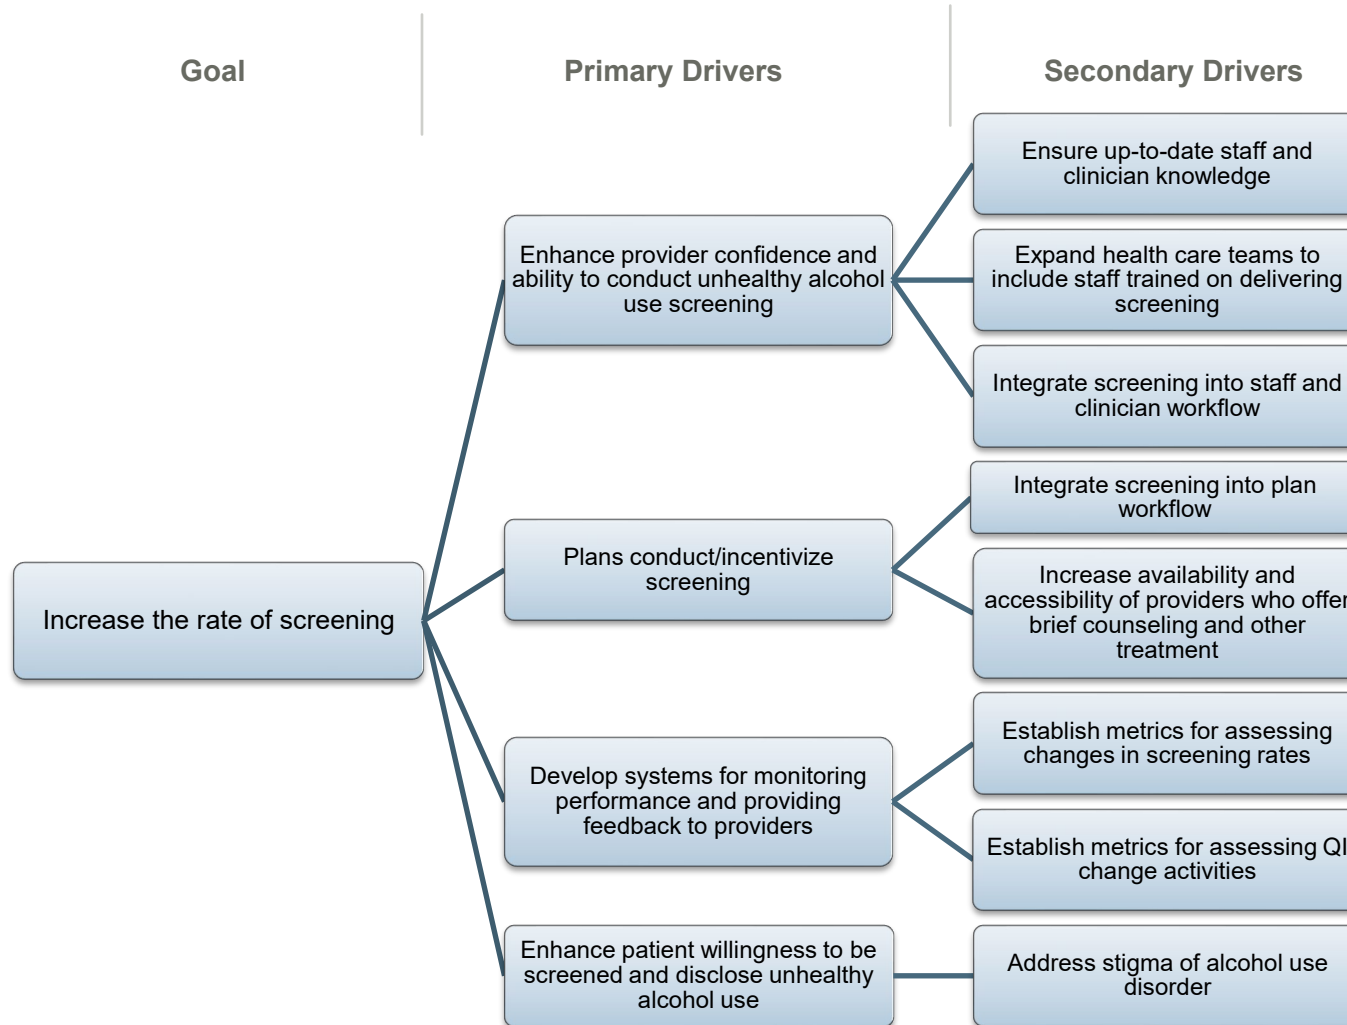 Goal
Primary Drivers
Secondary Drivers
Increase the rate of screening
Enhance provider confidence and
ability to conduct unhealthy alcohol
use screening
Ensure up-to-date staff and
clinician knowledge
Expand health care teams to
include staff trained on delivering
screening
Integrate screening into staff and
clinician workflow
Plans conduct/incentivize
screening
Integrate screening into plan
workflow
Increase availability and
accessibility of providers who offer
brief counseling and other
treatment
Develop systems for monitoring
performance and providing
feedback to providers
Establish metrics for assessing
changes in screening rates
Establish metrics for assessing QI
change activities
Enhance patient willingness to be
screened and disclose unhealthy
alcohol use
Address stigma of alcohol use
disorder